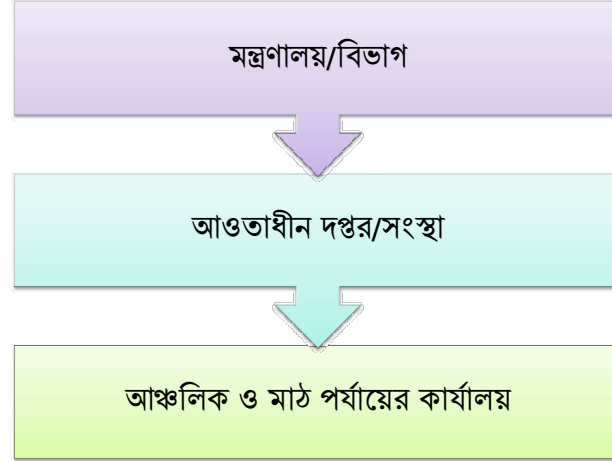 মন্ত্রণালয়/বিভাগ
আওতাধীন দপ্তর/সংস্থা
আঞ্চলিক ও মাঠ পর্যায়ের কার্যালয়